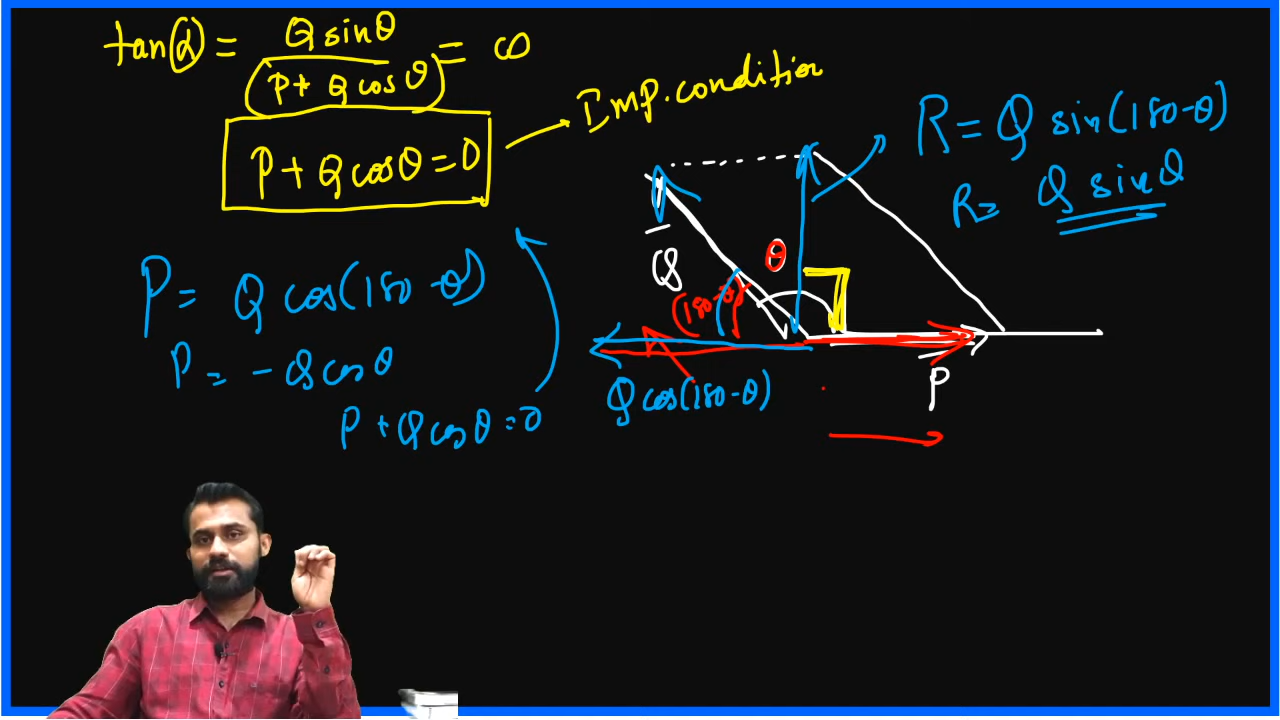 tan(α) = Q sinθ / (P + Q cosθ) = ∞
P + Q cosθ = 0
Imp. condition
R = Q sin(180-θ)
R = Q sinθ
P = Q cos(180-θ)
P = - Q cosθ
P + Q cosθ = 0
Q
θ
(180-θ)
Q cos(180-θ)
P